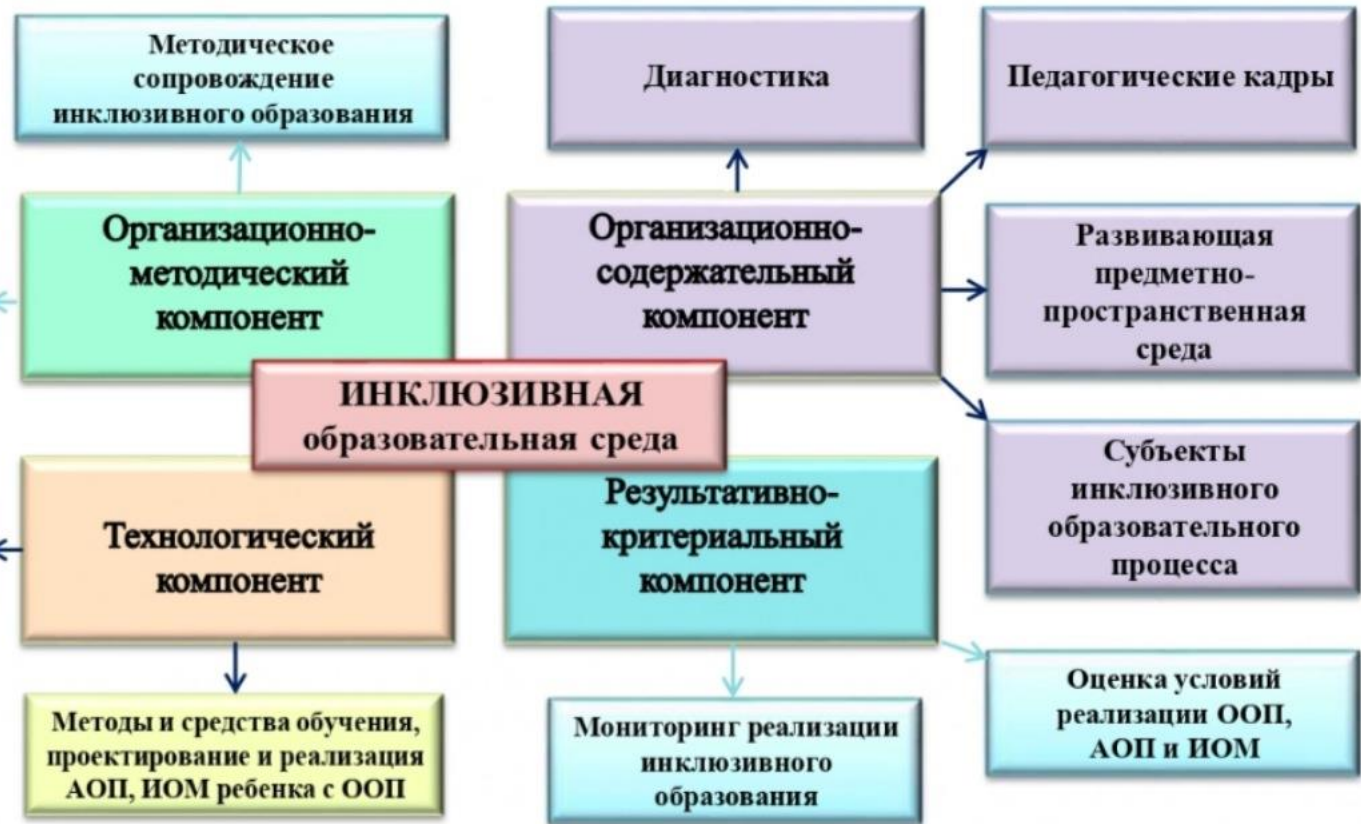 Методическое
сопровождение
инклюзивного образования
Диагностика
Педагогические кадры
Организационно-
методический
компонент
Организационно-
содержательный
компонент
Развивающая
предметно-
пространственная
среда
ИНКЛЮЗИВНАЯ
образовательная среда
Субъекты
инклюзивного
образовательного
процесса
Технологический
компонент
Результативно-
критериальный
компонент
Методы и средства обучения,
проектирование и реализация
АОП, ИОМ ребенка с ООП
Мониторинг реализации
инклюзивного
образования
Оценка условий
реализации ООП,
АОП и ИОМ